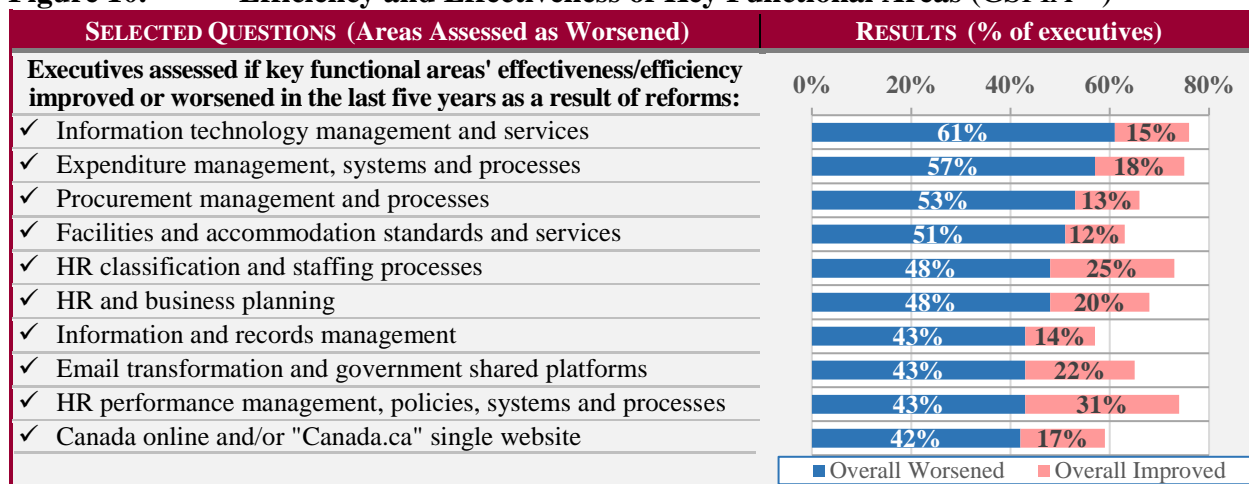 SELECTED QUESTIONS (Areas Assessed as Worsened) RESULTS (% of executives)
Executives assessed if key functional areas' effectiveness/efficiency
improved or worsened in the last five years as a result of reforms:
0% 20% 40% 60% 80%
✓ Information technology management and services 61% 15%
✓ Expenditure management, systems and processes 57% 18%
✓ Procurement management and processes 53% 13%
✓ Facilities and accommodation standards and services 51% 12%
✓ HR classification and staffing processes 48% 25%
✓ HR and business planning 48% 20%
✓ Information and records management 43% 14%
✓ Email transformation and government shared platforms 43% 22%
✓ HR performance management, policies, systems and processes 43% 31%
✓ Canada online and/or "Canada.ca" single website 42% 17%
Overall Worsened Overall Improved